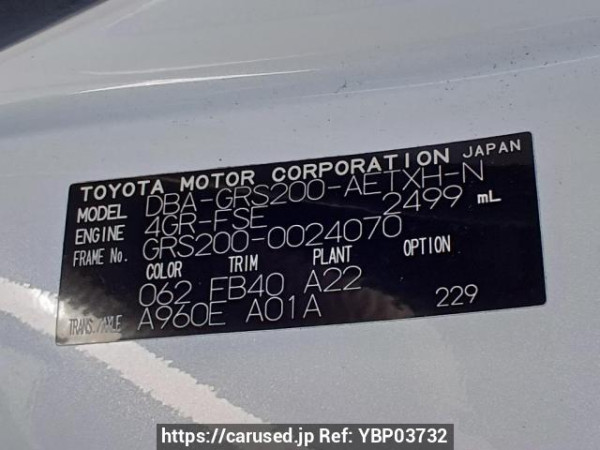 TOYOTA MOTOR CORPORATION JAPAN
MODEL DBA-GRS200-AETXH-N
ENGINE 4GR-FSE 2499 mL
FRAME No. GRS200-0024070
COLOR TRIM PLANT OPTION
062 FB40 A22
TRANS./AXLE A960E A01A 229
https://carused.jp Ref: YBP03732